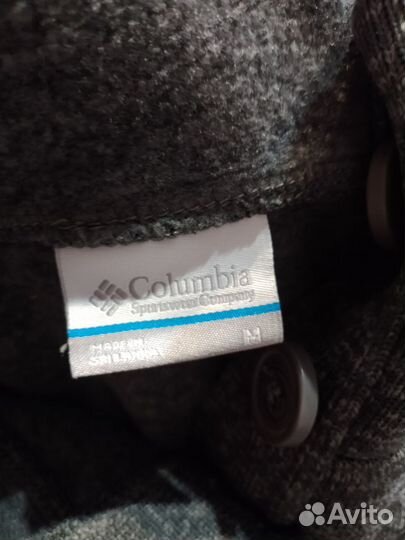 Columbia
Sportswear Company
MADE IN
SRI LANKA
M
Avito